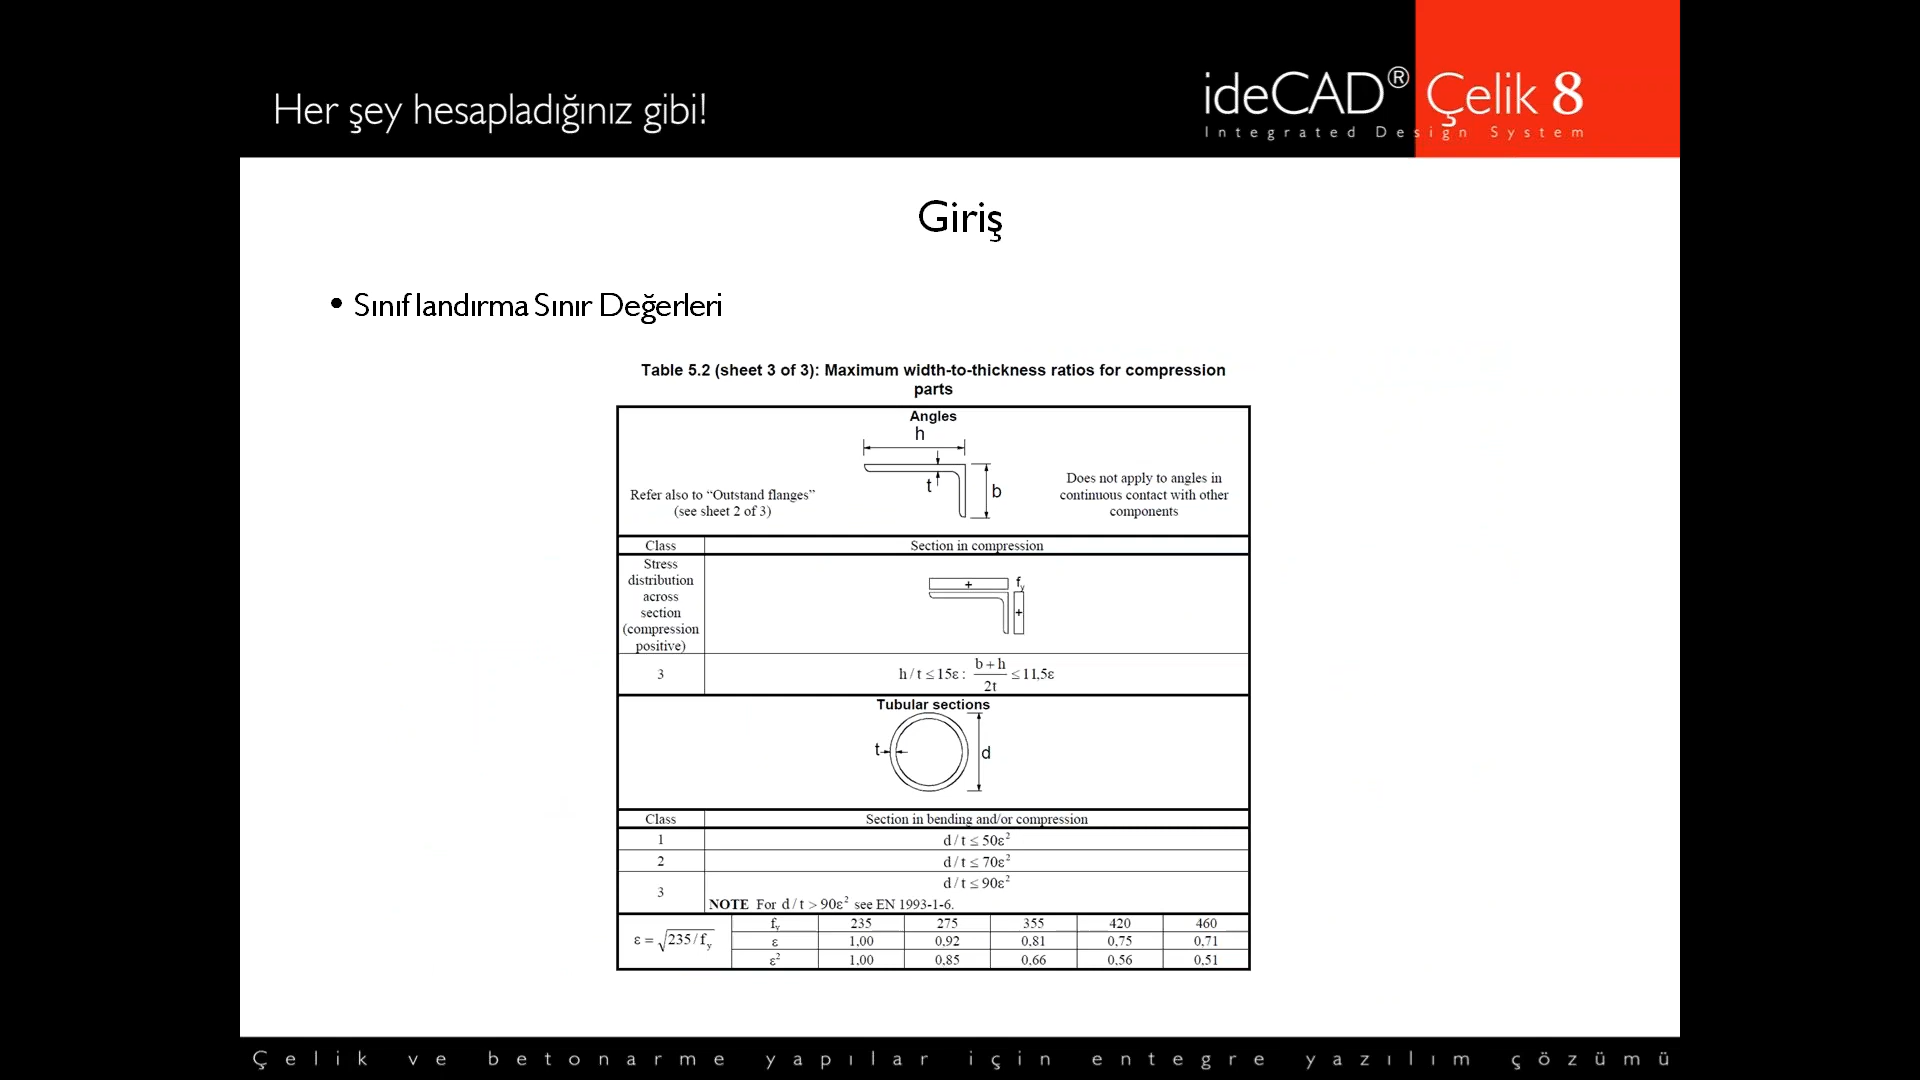 Her şey hesapladığınız gibi!
ideCAD® Çelik 8
Integrated Design System
Giriş
• Sınıflandırma Sınır Değerleri
Table 5.2 (sheet 3 of 3): Maximum width-to-thickness ratios for compression
parts
Angles
h
t
b
Refer also to “Outstand flanges”
(see sheet 2 of 3)
Does not apply to angles in
continuous contact with other
components
Class Section in compression
Stress
distribution
across
section
(compression
positive)
+ fy
+
3 h / t ≤ 15ε : (b + h)/2t ≤ 11,5ε
Tubular sections
t d
Class Section in bending and/or compression
1 d / t ≤ 50ε²
2 d / t ≤ 70ε²
3 d / t ≤ 90ε²
NOTE For d / t > 90ε² see EN 1993-1-6.
ε = √235 / fy
fy 235 275 355 420 460
ε 1,00 0,92 0,81 0,75 0,71
ε² 1,00 0,85 0,66 0,56 0,51
Çelik ve betonarme yapılar için entegre yazılım çözümü